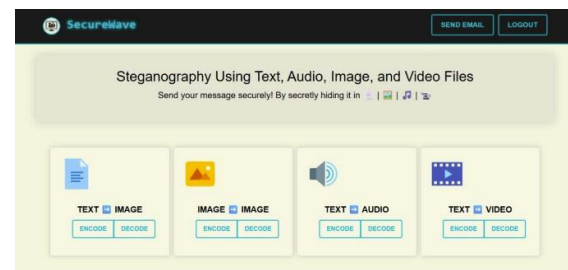 SecureWave
SEND EMAIL LOGOUT
Steganography Using Text, Audio, Image, and Video Files
Send your message securely! By secretly hiding it in | | |
TEXT ➡ IMAGE IMAGE ➡ IMAGE TEXT ➡ AUDIO TEXT ➡ VIDEO
ENCODE DECODE ENCODE DECODE ENCODE DECODE ENCODE DECODE